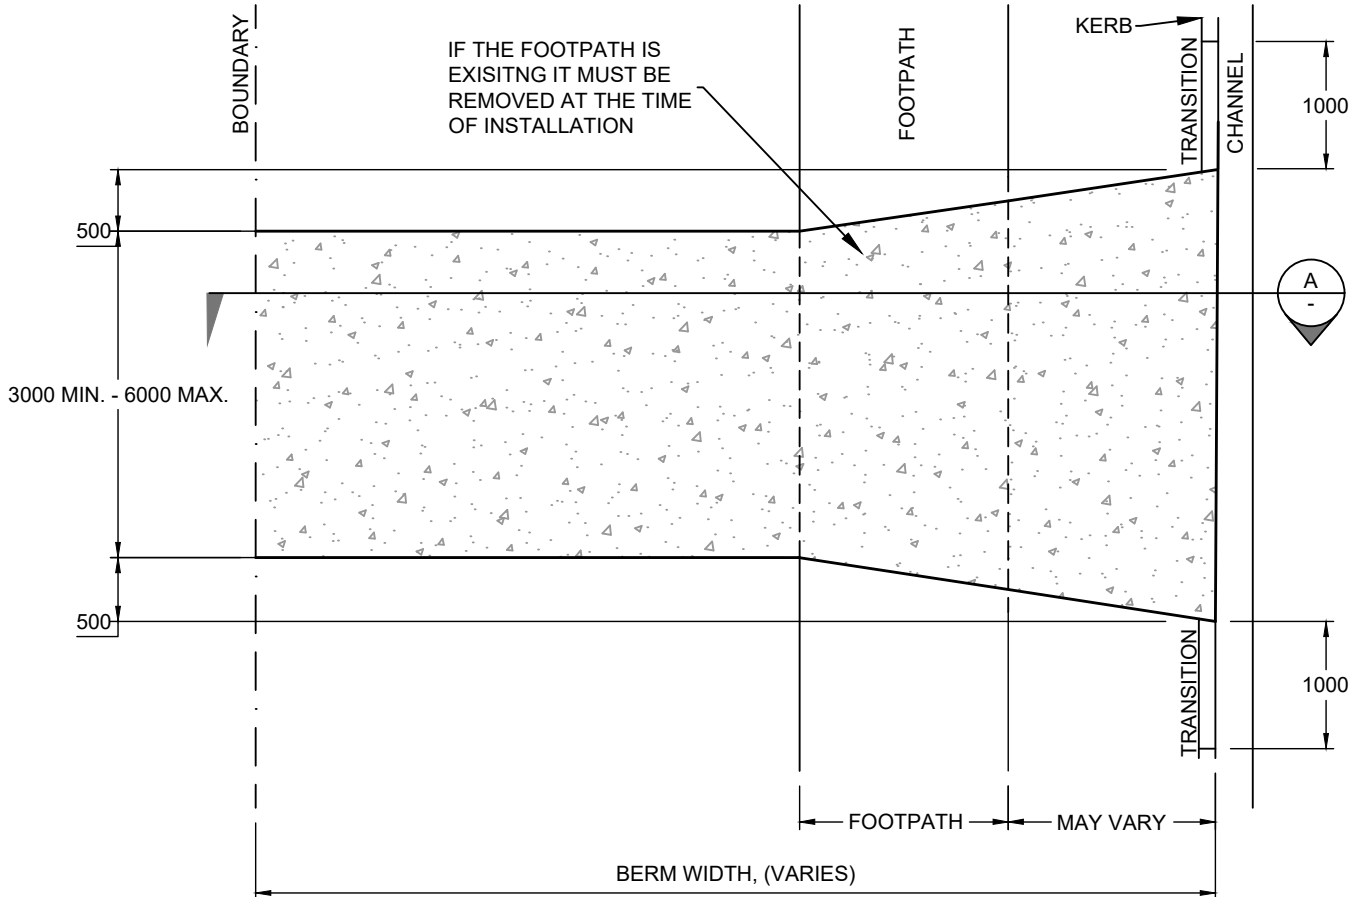 BOUNDARY
IF THE FOOTPATH IS
EXISITNG IT MUST BE
REMOVED AT THE TIME
OF INSTALLATION
FOOTPATH
KERB
TRANSITION
CHANNEL
1000
500
A
-
3000 MIN. - 6000 MAX.
500
TRANSITION
1000
FOOTPATH
MAY VARY
BERM WIDTH, (VARIES)